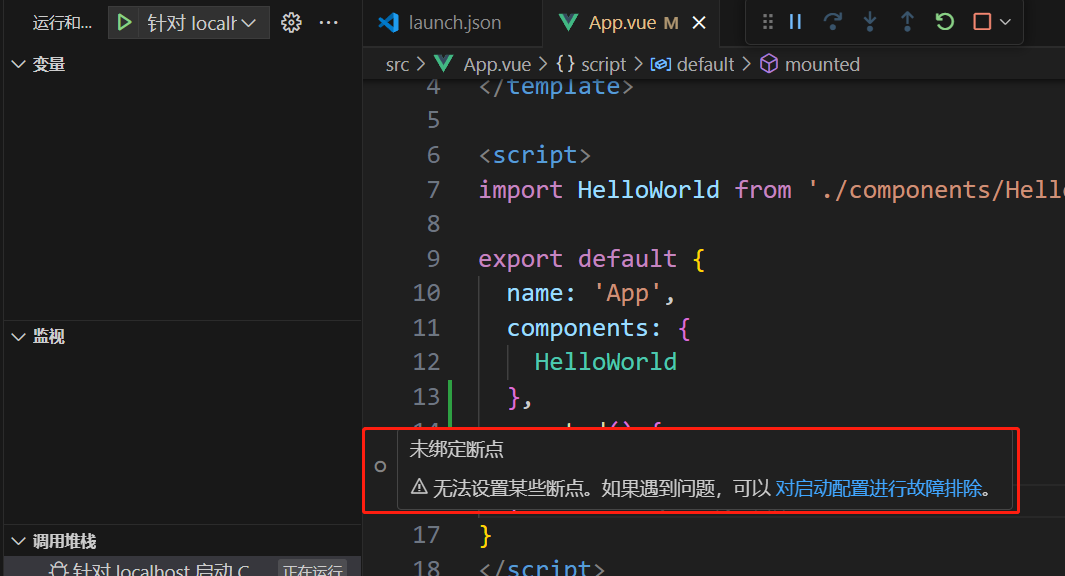 运行和...
针对 localh
...
变量
监视
调用堆栈
针对 localhost 启动 C
正在运行
launch.json
App.vue M
src > App.vue > {} script > default > mounted
4 </template>
5
6 <script>
7 import HelloWorld from './components/Hell
8
9 export default {
10 name: 'App',
11 components: {
12 HelloWorld
13 },
未绑定断点
无法设置某些断点。如果遇到问题，可以 对启动配置进行故障排除。
17 }
18 </script>